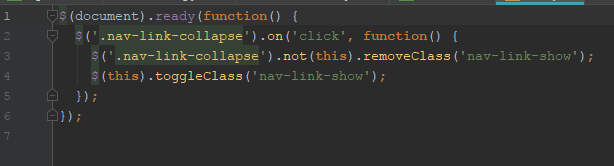 1 $(document).ready(function() {
2 $('.nav-link-collapse').on('click', function() {
3 $('.nav-link-collapse').not(this).removeClass('nav-link-show');
4 $(this).toggleClass('nav-link-show');
5 });
6 });
7